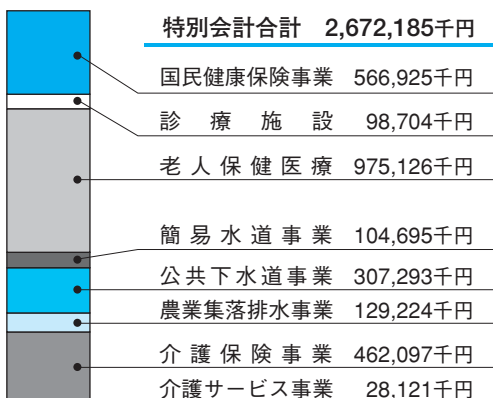 特別会計合計 2,672,185千円
国民健康保険事業 566,925千円
診療施設 98,704千円
老人保健医療 975,126千円
簡易水道事業 104,695千円
公共下水道事業 307,293千円
農業集落排水事業 129,224千円
介護保険事業 462,097千円
介護サービス事業 28,121千円